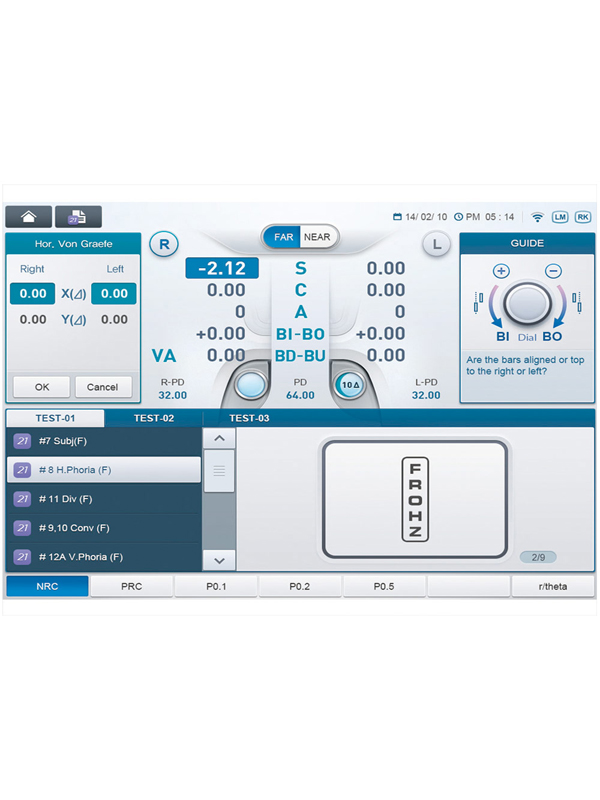 21
14/ 02/ 10 PM 05 : 14 LM RK
Hor, Von Graefe
Right Left
0.00 X(⊿) 0.00
0.00 Y(⊿) 0.00
OK Cancel
R FAR NEAR L
-2.12 S 0.00
0.00 C 0.00
0 A 0
+0.00 BI-BO +0.00
VA 0.00 BD-BU 0.00
10Δ
R-PD PD L-PD
32.00 64.00 32.00
GUIDE
+ −
BI Dial BO
Are the bars aligned or top
to the right or left?
TEST-01 TEST-02 TEST-03
21 #7 Subj(F)
21 # 8 H.Phoria (F)
21 # 11 Div (F)
21 # 9,10 Conv (F)
21 # 12A V.Phoria (F)
F
R
O
H
Z
2/9
NRC PRC P0.1 P0.2 P0.5 r/theta